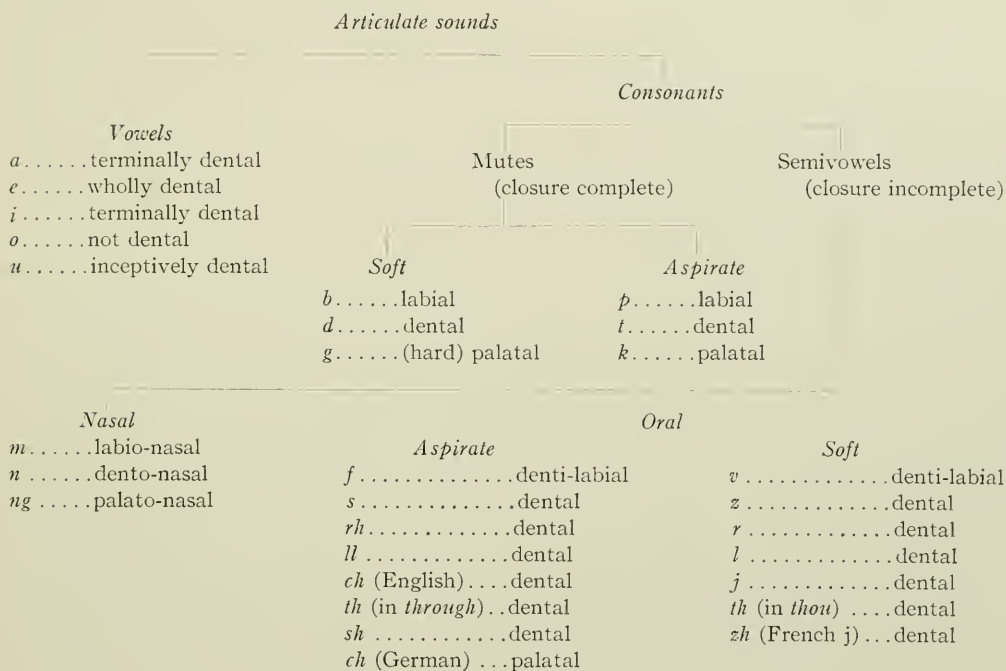 Articulate sounds
Consonants
Vowels
a......terminally dental
e......wholly dental
i......terminally dental
o......not dental
u......inceptively dental
Mutes
(closure complete)
Semivowels
(closure incomplete)
Soft
b......labial
d......dental
g......(hard) palatal
Aspirate
p......labial
t......dental
k......palatal
Nasal
m......labio-nasal
n ......dento-nasal
ng .....palato-nasal
Oral
Aspirate
f..............denti-labial
s..............dental
rh.............dental
ll .............dental
ch (English)....dental
th (in through)..dental
sh ............dental
ch (German) ...palatal
Soft
v..............denti-labial
z.............dental
r.............dental
l .............dental
j.............dental
th (in thou) ....dental
zh (French j)...dental